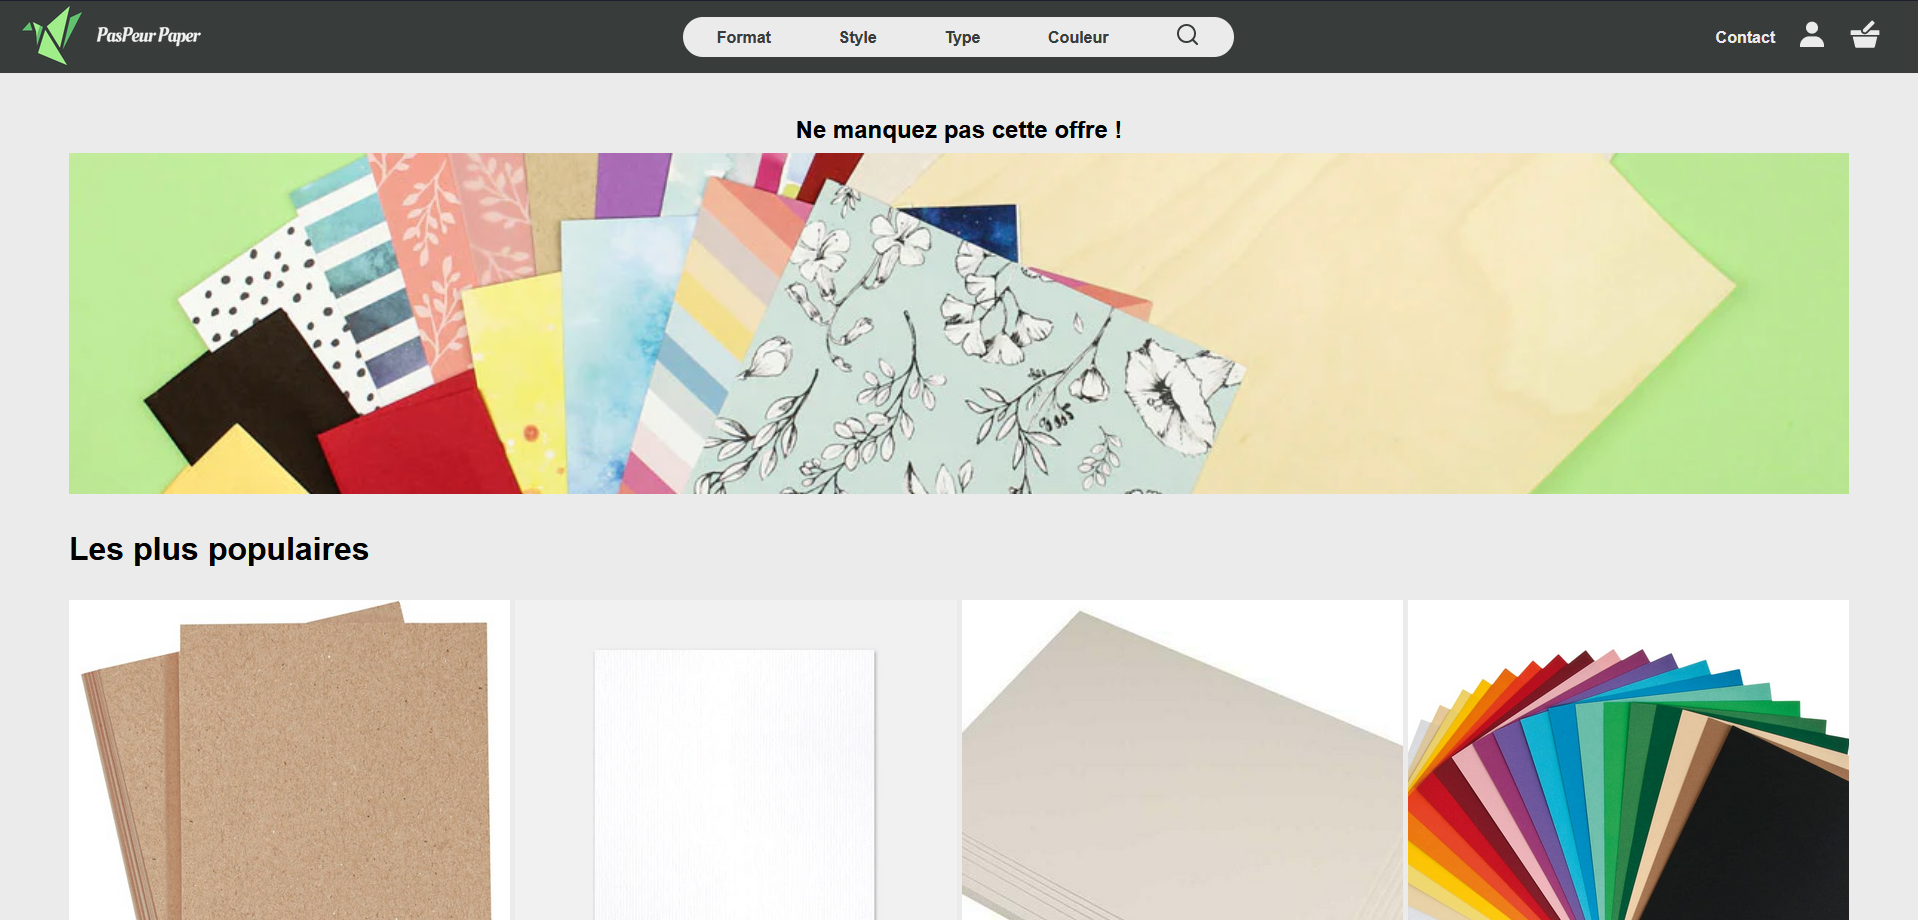 PasPeur Paper
Format Style Type Couleur
Contact
Ne manquez pas cette offre !
Les plus populaires